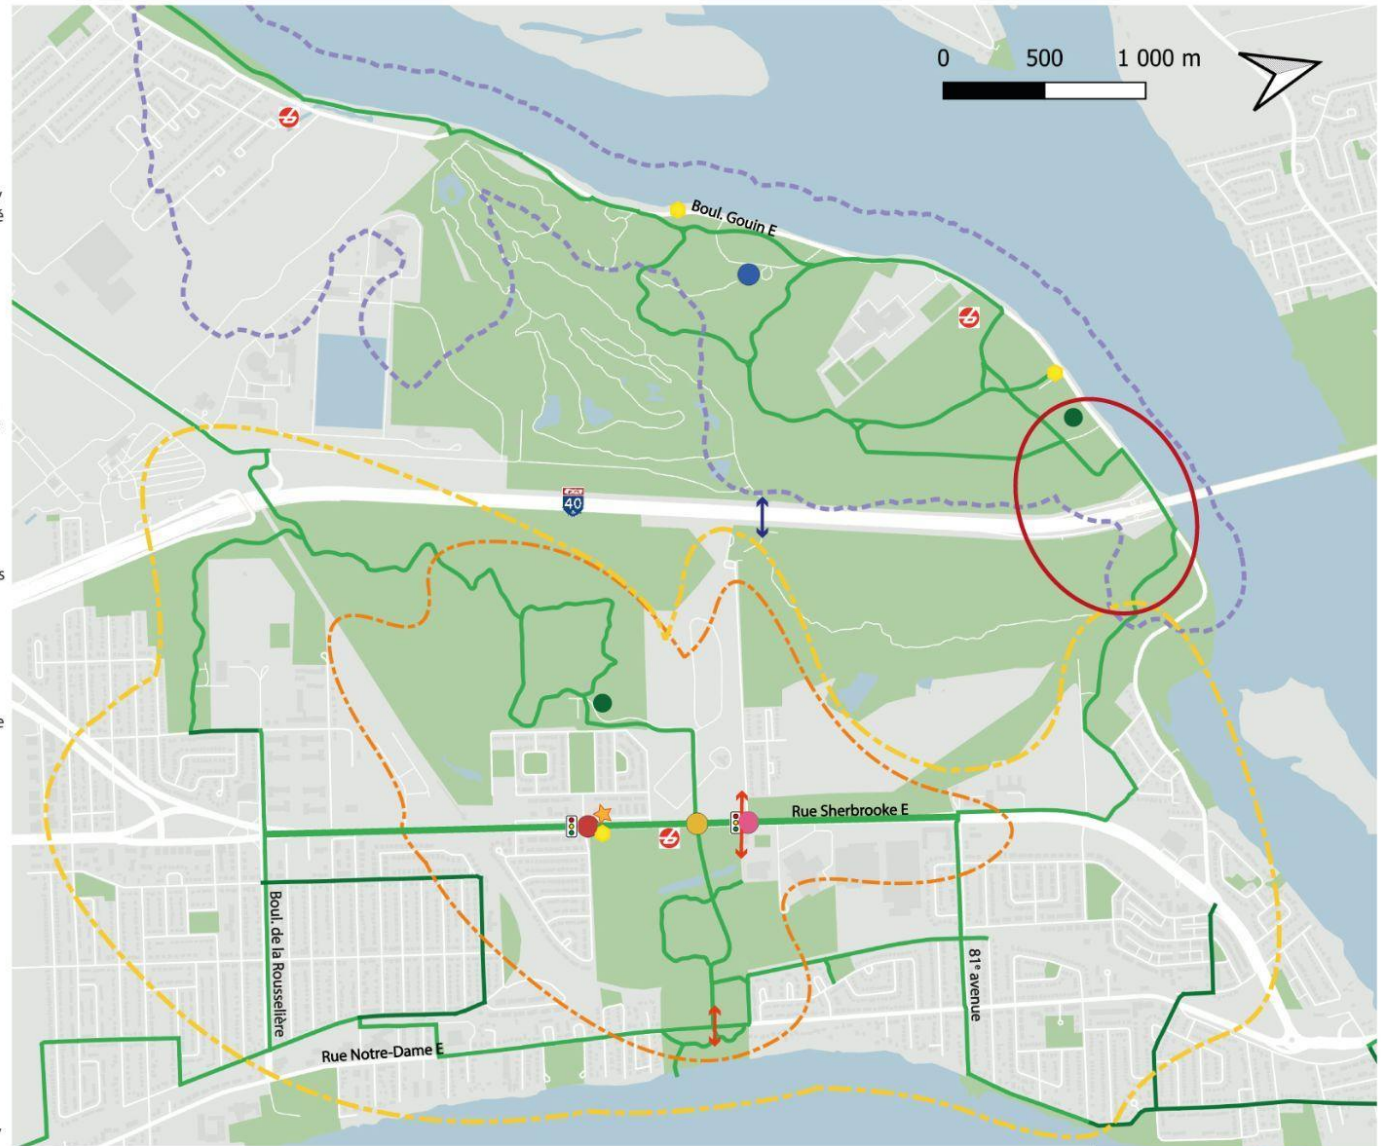 0 500 1 000 m
Boul. Gouin E
40
Rue Sherbrooke E
Boul. de la Rousselière
81e avenue
Rue Notre-Dame E